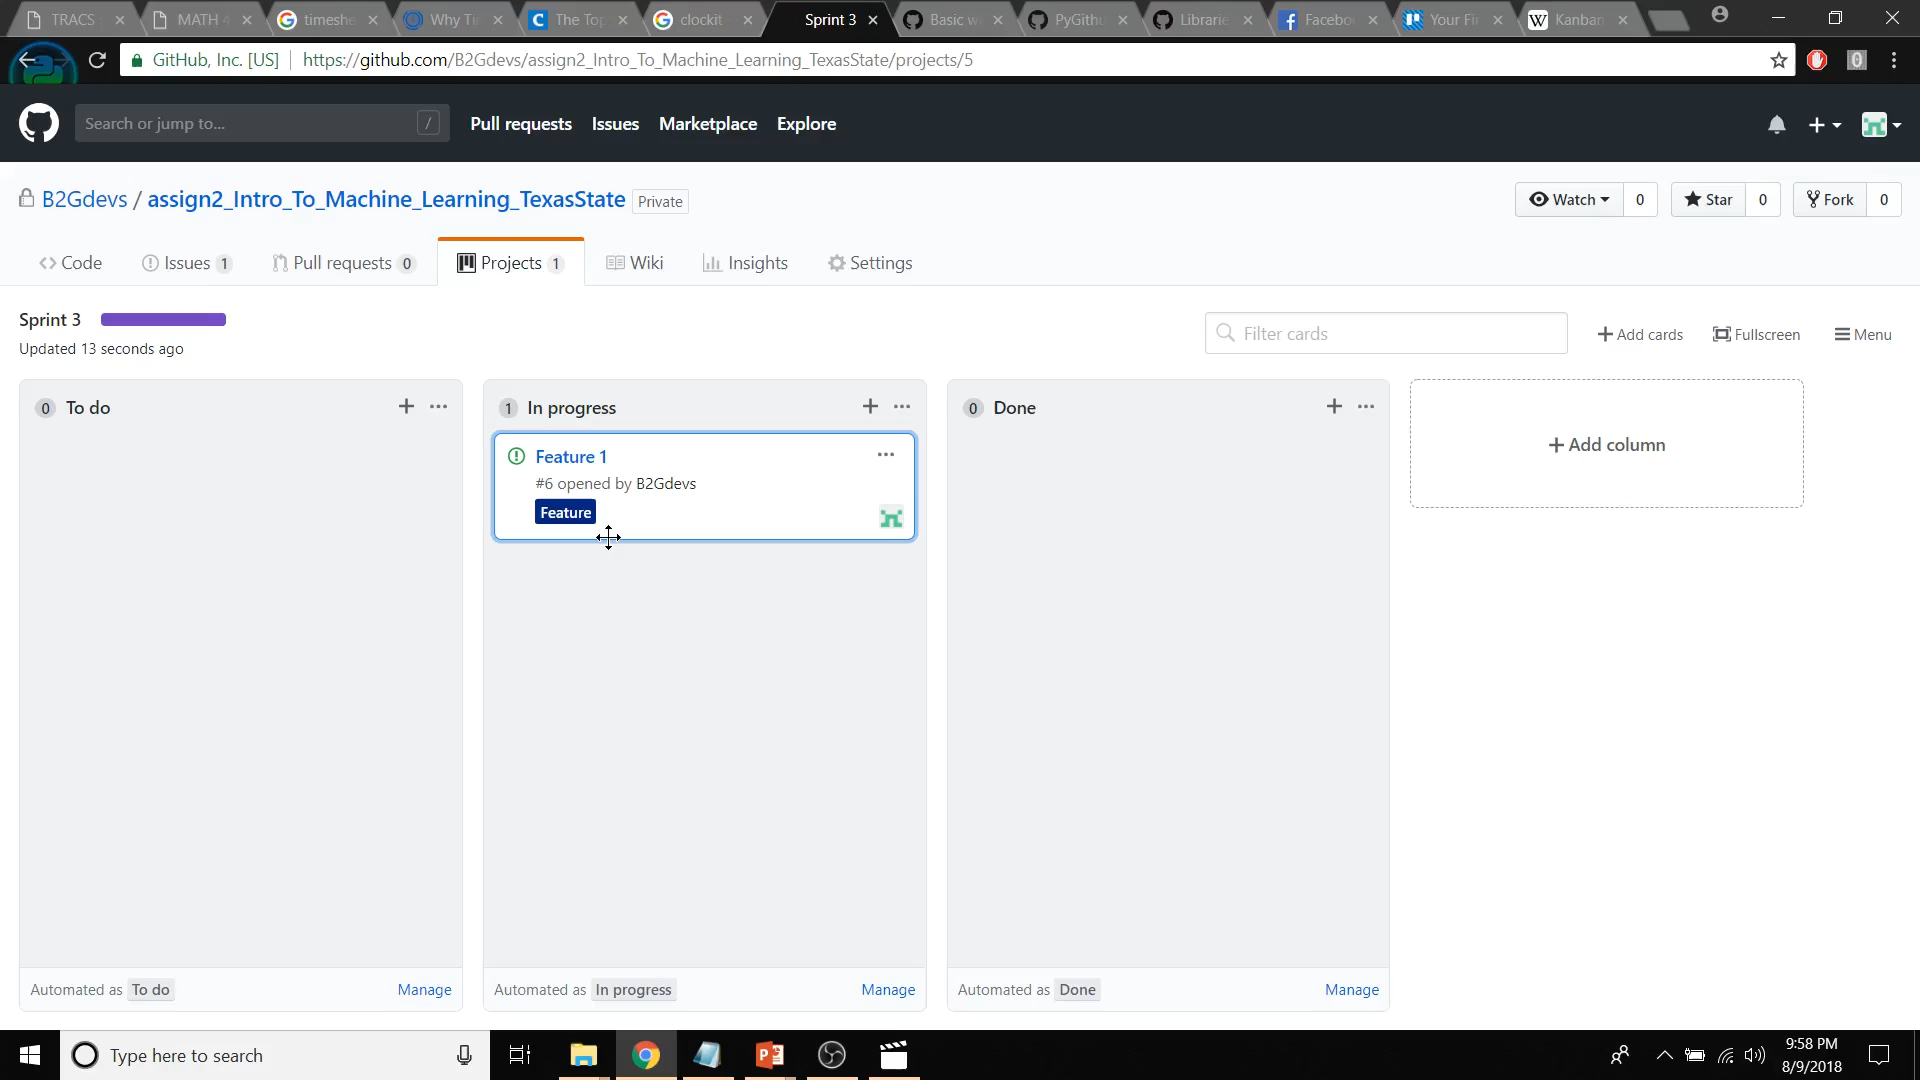 TRACS
MATH 4
timeshe
Why Ti
The Top
clockit
Sprint 3
Basic w
PyGithu
Librarie
Facebo
Your Fi
Kanban
GitHub, Inc. [US] https://github.com/B2Gdevs/assign2_Intro_To_Machine_Learning_TexasState/projects/5
Search or jump to... /
Pull requests Issues Marketplace Explore
B2Gdevs / assign2_Intro_To_Machine_Learning_TexasState Private
Watch 0 Star 0 Fork 0
Code Issues 1 Pull requests 0 Projects 1 Wiki Insights Settings
Sprint 3
Updated 13 seconds ago
Filter cards
+ Add cards Fullscreen Menu
0 To do + ...
1 In progress + ...
0 Done + ...
+ Add column
Feature 1 ...
#6 opened by B2Gdevs
Feature
Automated as To do Manage
Automated as In progress Manage
Automated as Done Manage
Type here to search
9:58 PM
8/9/2018